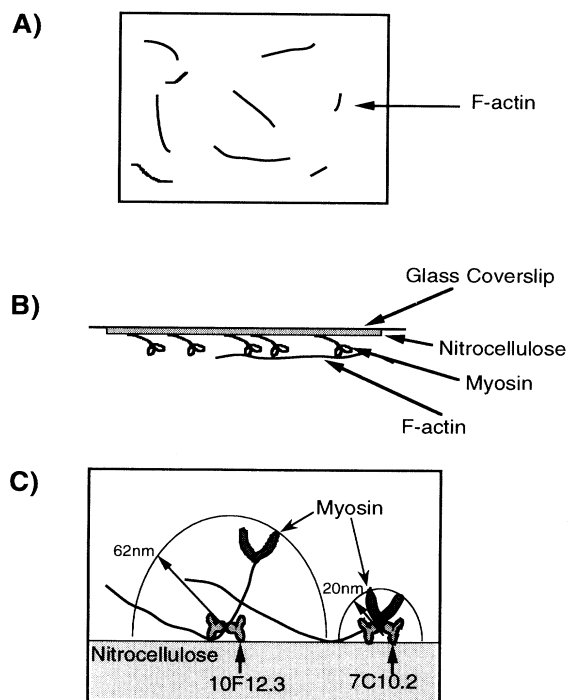 A)
F-actin
Glass Coverslip
B)
Nitrocellulose
Myosin
F-actin
C)
Myosin
62nm
20nm
Nitrocellulose
10F12.3
7C10.2